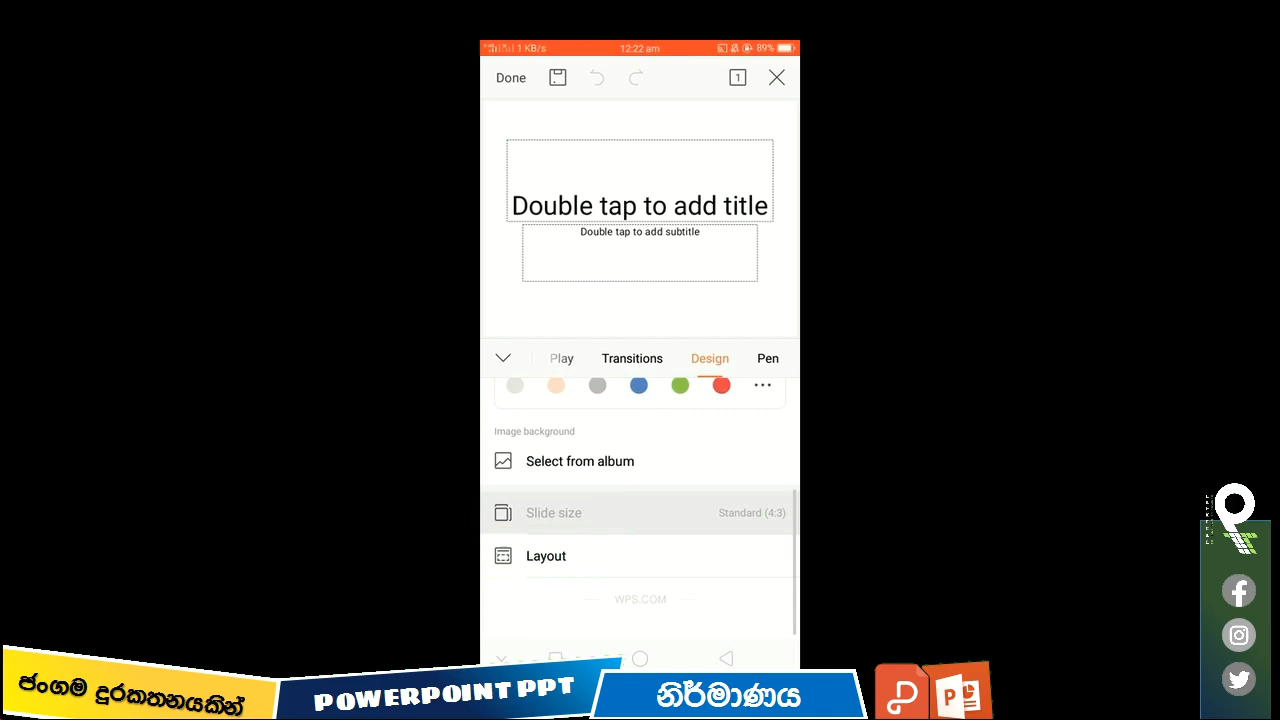 1 KB/s 12:22 am 89%
Done 1
Double tap to add title
Double tap to add subtitle
Play Transitions Design Pen
Image background
Select from album
Slide size Standard (4:3)
Layout
WPS.COM
ජංගම දුරකතනයකින් POWERPOINT PPT නිර්මාණය